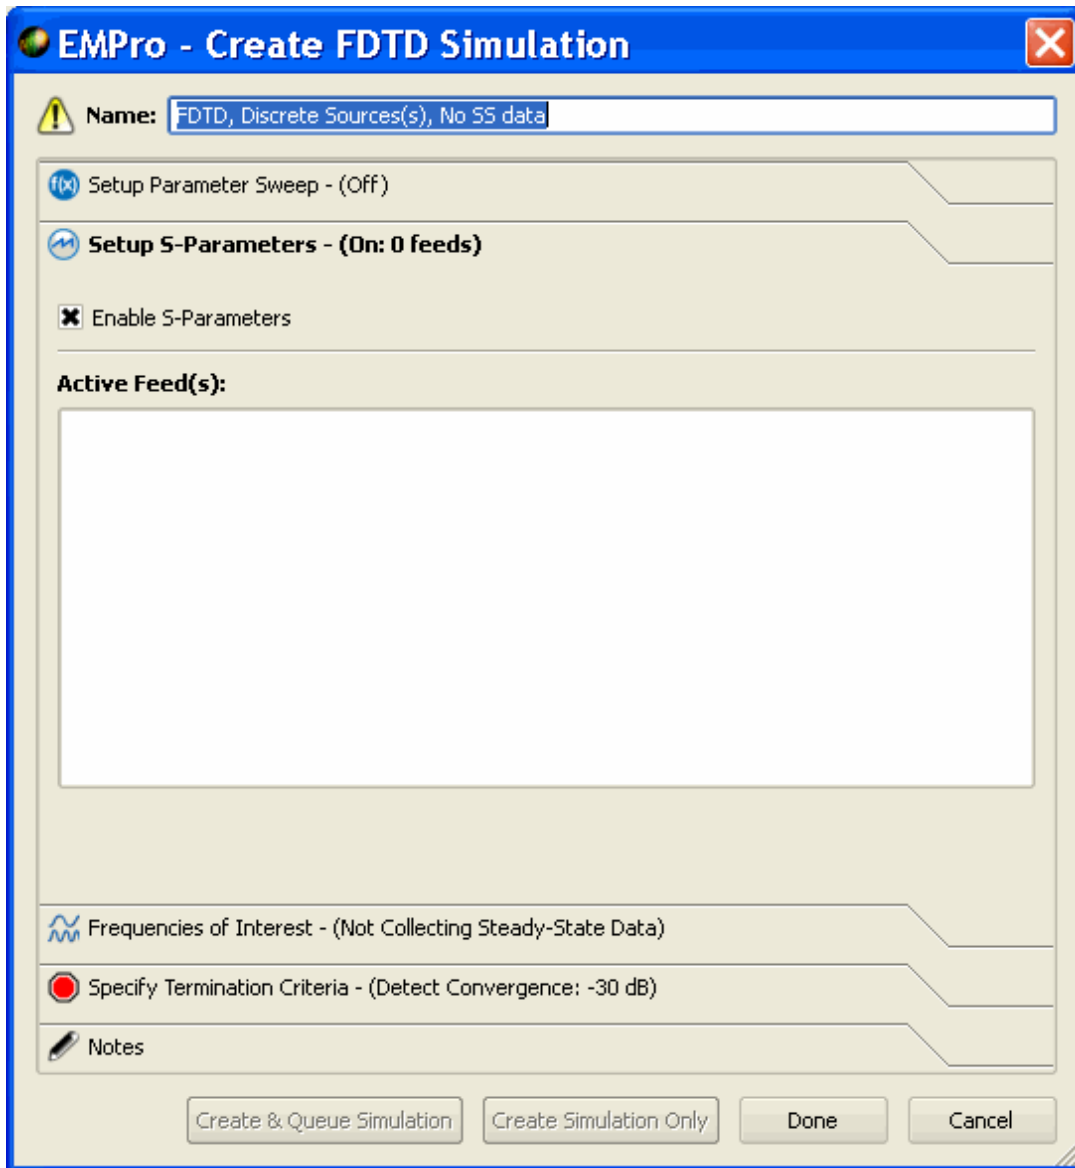 EMPro - Create FDTD Simulation
Name: FDTD, Discrete Sources(s), No SS data
f(x) Setup Parameter Sweep - (Off)
Setup S-Parameters - (On: 0 feeds)
Enable S-Parameters
Active Feed(s):
Frequencies of Interest - (Not Collecting Steady-State Data)
Specify Termination Criteria - (Detect Convergence: -30 dB)
Notes
Create & Queue Simulation Create Simulation Only Done Cancel